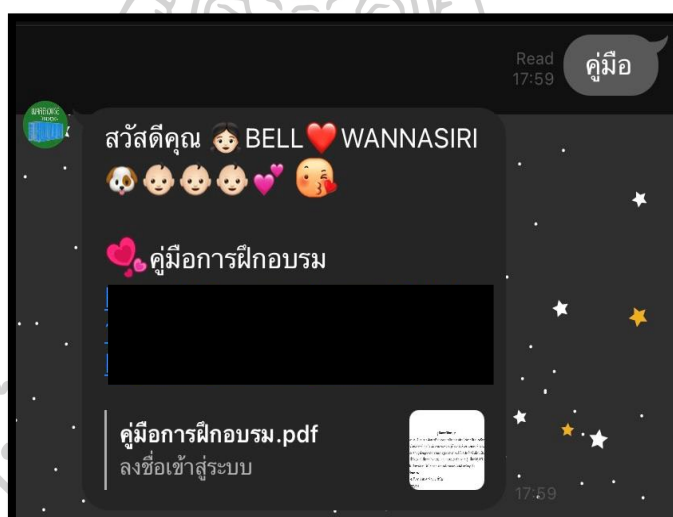 Read
17:59
คู่มือ
สวัสดีคุณ 👧🏻 BELL❤️WANNASIRI
🐶👶🏻👶🏻👶🏻💕 😘
💞คู่มือการฝึกอบรม
คู่มือการฝึกอบรม.pdf
ลงชื่อเข้าสู่ระบบ
17:59